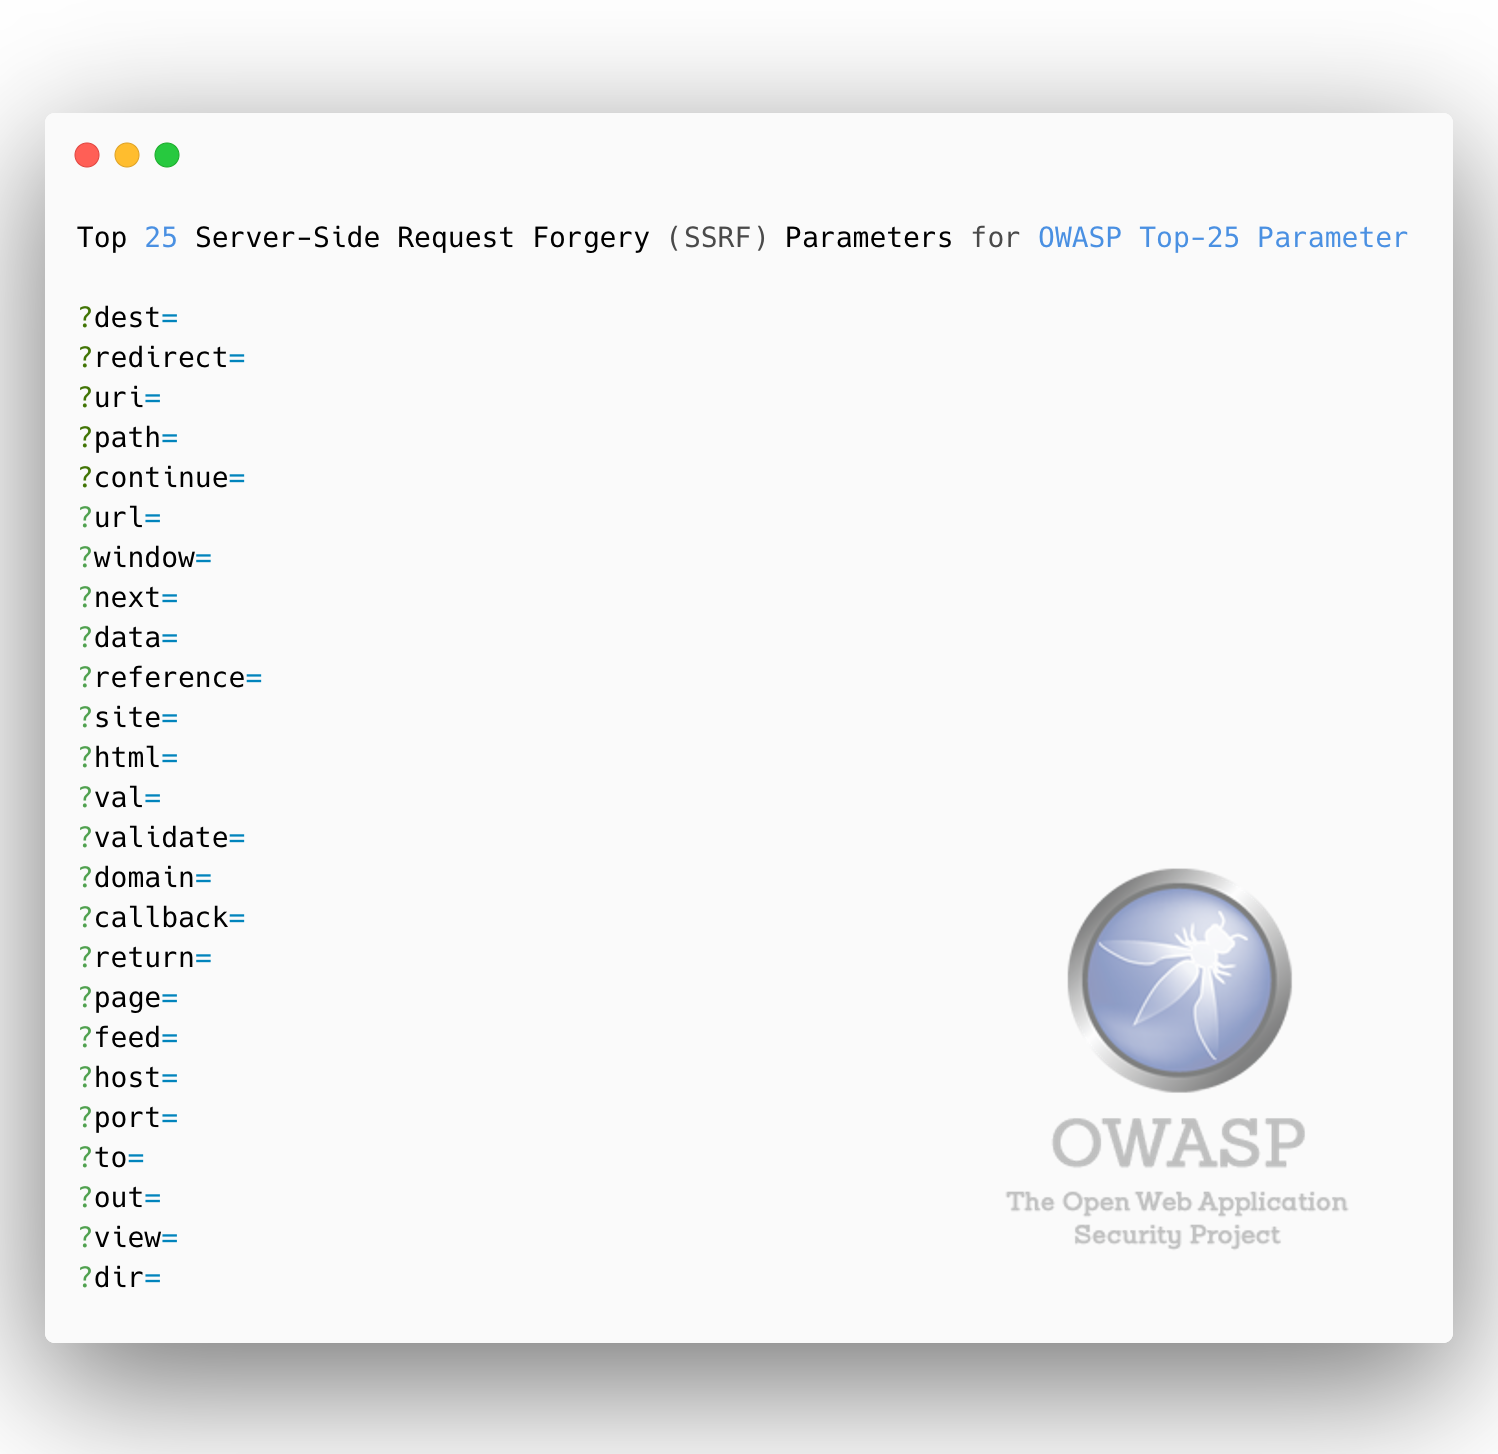 Top 25 Server-Side Request Forgery (SSRF) Parameters for OWASP Top-25 Parameter
?dest=
?redirect=
?uri=
?path=
?continue=
?url=
?window=
?next=
?data=
?reference=
?site=
?html=
?val=
?validate=
?domain=
?callback=
?return=
?page=
?feed=
?host=
?port=
?to=
?out=
?view=
?dir=
OWASP
The Open Web Application
Security Project